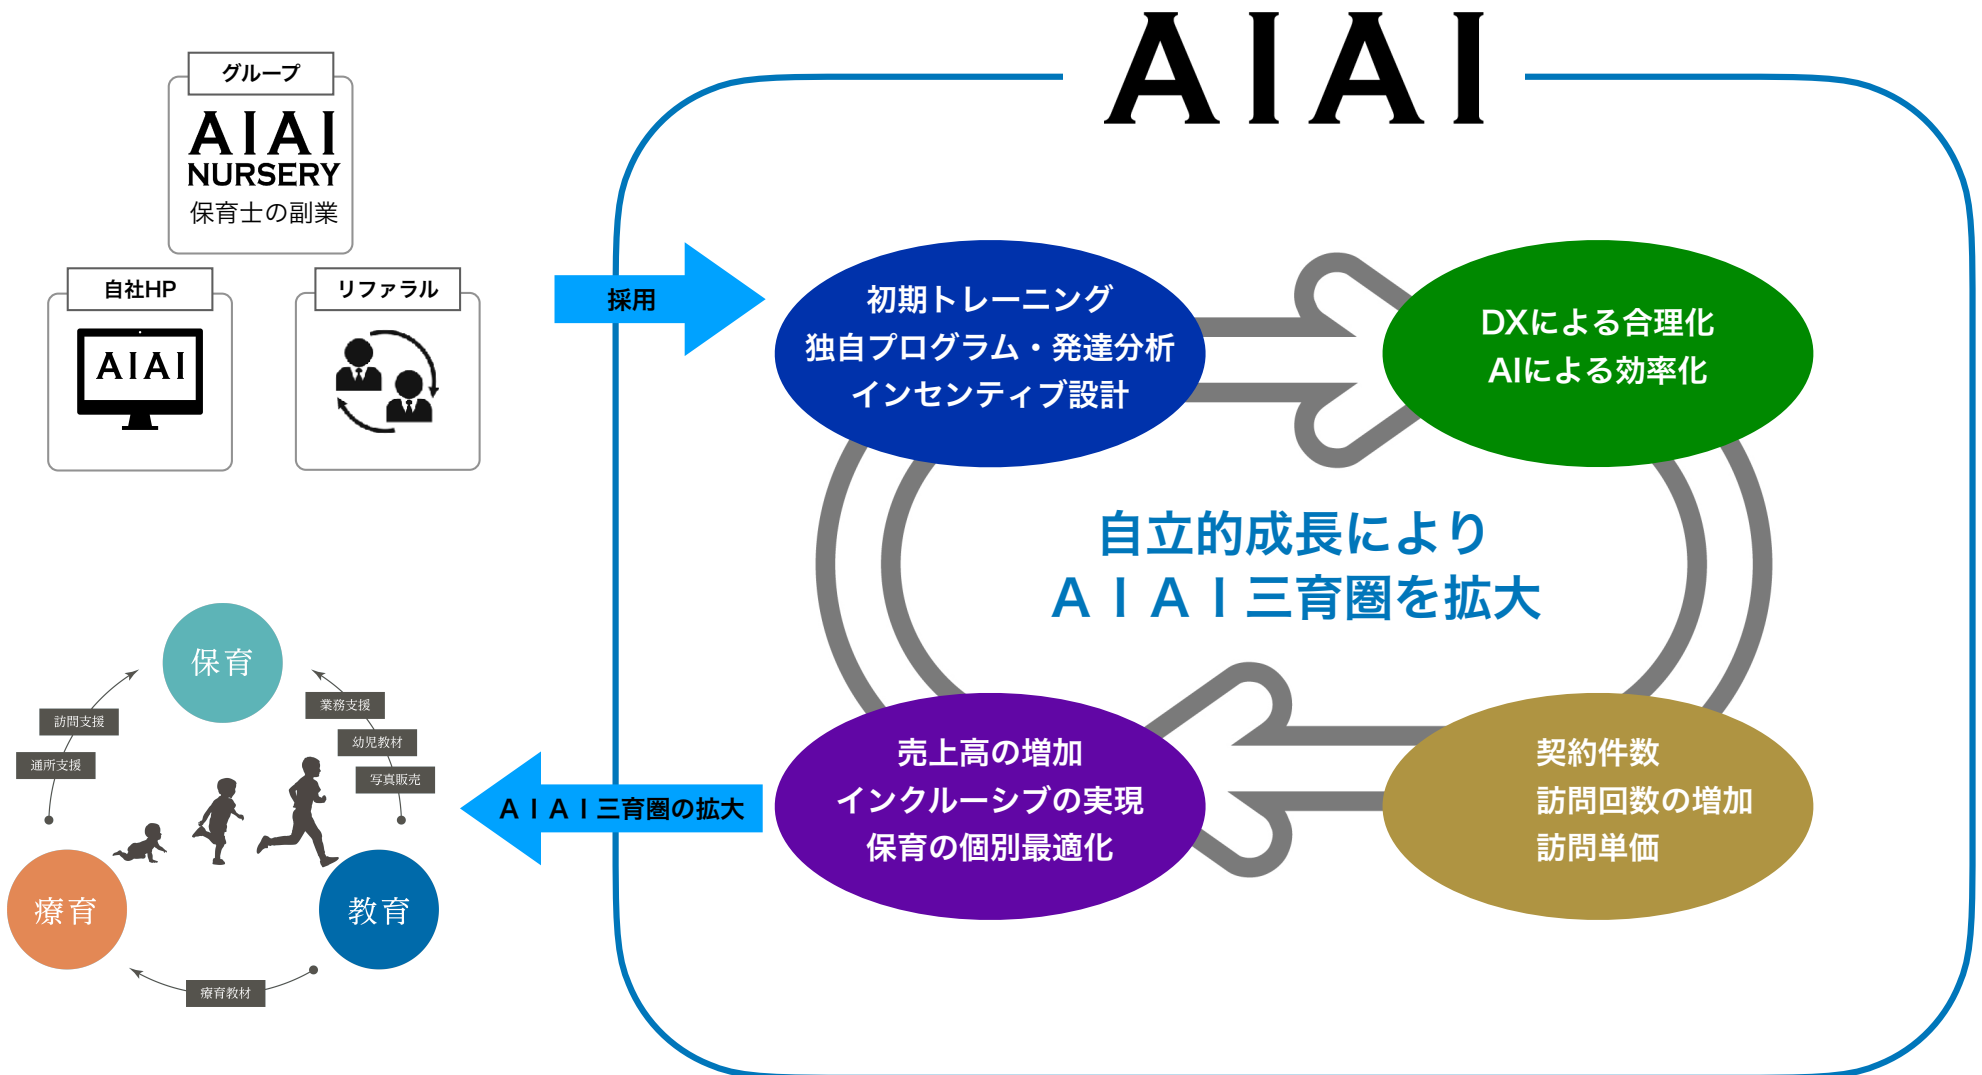 グループ
AIAI
NURSERY
保育士の副業
自社HP
AIAI
リファラル
採用
AIAI
初期トレーニング
独自プログラム・発達分析
インセンティブ設計
DXによる合理化
AIによる効率化
自立的成長により
ＡＩＡＩ三育圏を拡大
売上高の増加
インクルーシブの実現
保育の個別最適化
契約件数
訪問回数の増加
訪問単価
ＡＩＡＩ三育圏の拡大
保育
訪問支援
通所支援
業務支援
幼児教材
写真販売
療育
教育
療育教材